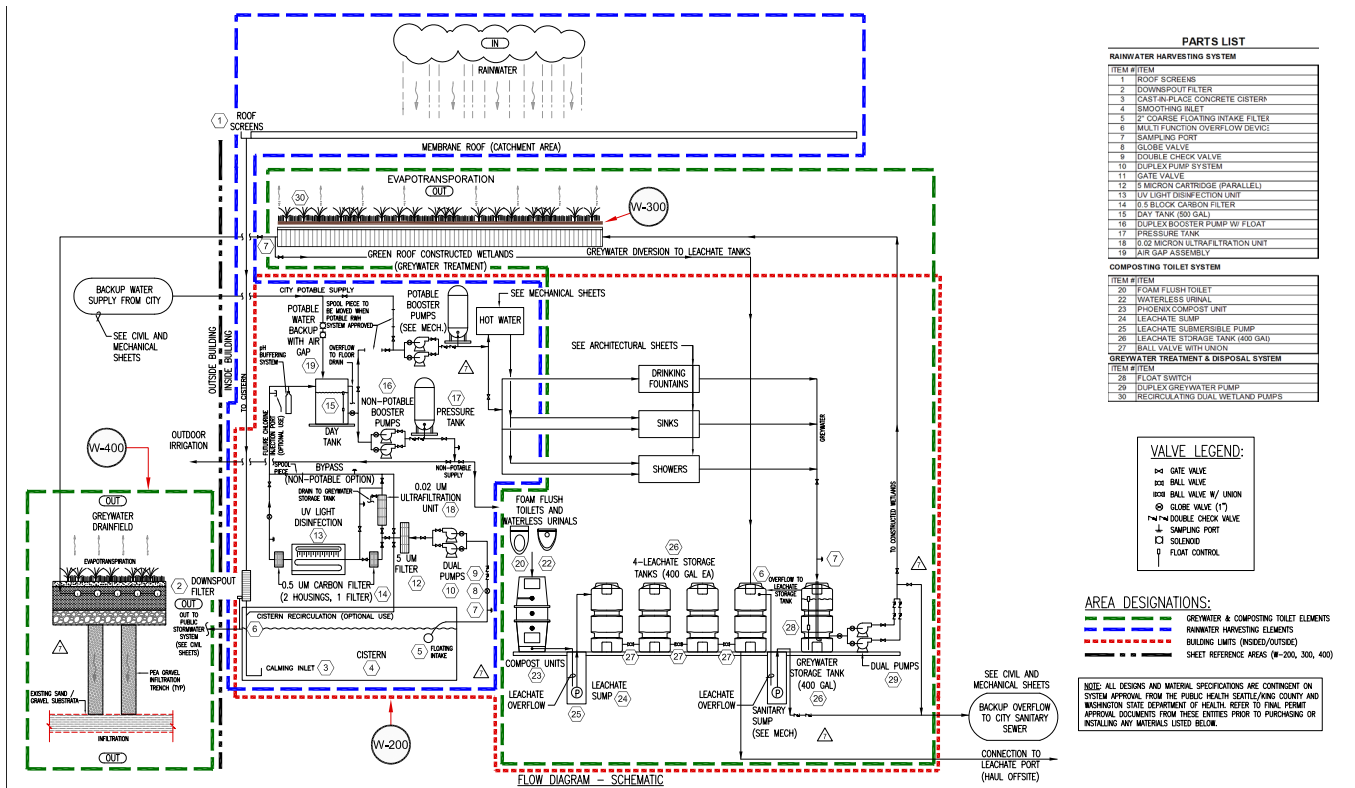 IN
RAINWATER
1
ROOF
SCREENS
MEMBRANE ROOF (CATCHMENT AREA)
EVAPOTRANSPORATION
OUT
30
W-300
7
GREEN ROOF CONSTRUCTED WETLANDS
(GREYWATER TREATMENT)
GREYWATER DIVERSION TO LEACHATE TANKS
BACKUP WATER
SUPPLY FROM CITY
SEE CIVIL AND
MECHANICAL
SHEETS
OUTSIDE BUILDING
INSIDE BUILDING
TO CISTERN
CITY POTABLE SUPPLY
POTABLE
WATER
BACKUP
WITH AIR
GAP
19
SPOOL PIECE TO
BE MOVED WHEN
POTABLE RWH
SYSTEM APPROVED
OVERFLOW
TO FLOOR
DRAIN
POTABLE
BOOSTER
PUMPS
(SEE MECH.)
7
SEE MECHANICAL SHEETS
HOT WATER
SEE ARCHITECTURAL SHEETS
DRINKING
FOUNTAINS
SINKS
SHOWERS
GREYWATER
pH
BUFFERING
SYSTEM
FUTURE CHLORINE
INJECTION PORT
(OPTIONAL USE)
15
DAY
TANK
16
NON-POTABLE
BOOSTER
PUMPS
17
PRESSURE
TANK
OUTDOOR
IRRIGATION
NON-POTABLE
SUPPLY
SPOOL
PIECE
BYPASS
(NON-POTABLE OPTION)
DRAIN TO GREYWATER
STORAGE TANK
0.02 UM
ULTRAFILTRATION
UNIT
18
UV LIGHT
DISINFECTION
13
5 UM
FILTER
12
DUAL
PUMPS
10
9
8
7
0.5 UM CARBON FILTER
(2 HOUSINGS, 1 FILTER)
14
CISTERN RECIRCULATION (OPTIONAL USE)
6
5
FLOATING
INTAKE
CISTERN
CALMING INLET
3
4
7
W-200
W-400
OUT
GREYWATER
DRAINFIELD
EVAPOTRANSPIRATION
2
DOWNSPOUT
FILTER
OUT
OUT TO
PUBLIC
STORMWATER
SYSTEM
(SEE CIVIL
SHEETS)
7
PEA GRAVEL
INFILTRATION
TRENCH (TYP)
EXISTING SAND /
GRAVEL SUBSTRATA
INFILTRATION
OUT
FOAM FLUSH
TOILETS AND
WATERLESS URINALS
20
22
26
4-LEACHATE STORAGE
TANKS (400 GAL EA)
6
OVERFLOW TO
LEACHATE
STORAGE
TANK
7
28
TO CONSTRUCTED WETLANDS
7
27
27
27
COMPOST UNITS
23
LEACHATE
OVERFLOW
P
25
LEACHATE
SUMP
24
LEACHATE
OVERFLOW
P
SANITARY
SUMP
(SEE MECH)
GREYWATER
STORAGE TANK
(400 GAL)
26
7
DUAL PUMPS
29
SEE CIVIL AND
MECHANICAL SHEETS
BACKUP OVERFLOW
TO CITY SANITARY
SEWER
CONNECTION TO
LEACHATE PORT
(HAUL OFFSITE)
FLOW DIAGRAM - SCHEMATIC
PARTS LIST
RAINWATER HARVESTING SYSTEM
ITEM # ITEM
1 ROOF SCREENS
2 DOWNSPOUT FILTER
3 CAST-IN-PLACE CONCRETE CISTERN
4 SMOOTHING INLET
5 2" COARSE FLOATING INTAKE FILTER
6 MULTI FUNCTION OVERFLOW DEVICE
7 SAMPLING PORT
8 GLOBE VALVE
9 DOUBLE CHECK VALVE
10 DUPLEX PUMP SYSTEM
11 GATE VALVE
12 5 MICRON CARTRIDGE (PARALLEL)
13 UV LIGHT DISINFECTION UNIT
14 0.5 BLOCK CARBON FILTER
15 DAY TANK (500 GAL)
16 DUPLEX BOOSTER PUMP W/ FLOAT
17 PRESSURE TANK
18 0.02 MICRON ULTRAFILTRATION UNIT
19 AIR GAP ASSEMBLY
COMPOSTING TOILET SYSTEM
ITEM # ITEM
20 FOAM FLUSH TOILET
22 WATERLESS URINAL
23 PHOENIX COMPOST UNIT
24 LEACHATE SUMP
25 LEACHATE SUBMERSIBLE PUMP
26 LEACHATE STORAGE TANK (400 GAL)
27 BALL VALVE WITH UNION
GREYWATER TREATMENT & DISPOSAL SYSTEM
ITEM # ITEM
28 FLOAT SWITCH
29 DUPLEX GREYWATER PUMP
30 RECIRCULATING DUAL WETLAND PUMPS
VALVE LEGEND:
GATE VALVE
BALL VALVE
BALL VALVE W/ UNION
GLOBE VALVE (1")
DOUBLE CHECK VALVE
SAMPLING PORT
SOLENOID
FLOAT CONTROL
AREA DESIGNATIONS:
GREYWATER & COMPOSTING TOILET ELEMENTS
RAINWATER HARVESTING ELEMENTS
BUILDING LIMITS (INSIDED/OUTSIDE)
SHEET REFERENCE AREAS (W-200, 300, 400)
NOTE: ALL DESIGNS AND MATERIAL SPECIFICATIONS ARE CONTINGENT ON
SYSTEM APPROVAL FROM THE PUBLIC HEALTH SEATTLE/KING COUNTY AND
WASHINGTON STATE DEPARTMENT OF HEALTH. REFER TO FINAL PERMIT
APPROVAL DOCUMENTS FROM THESE ENTITIES PRIOR TO PURCHASING OR
INSTALLING ANY MATERIALS LISTED BELOW.